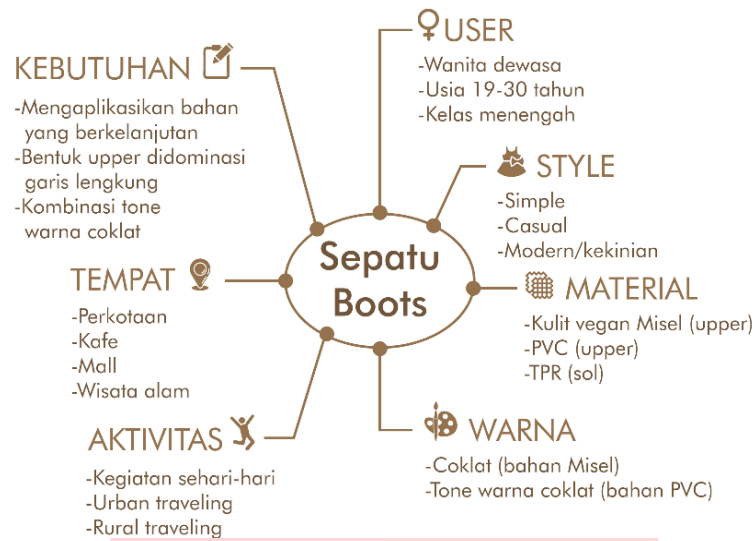 USER
-Wanita dewasa
-Usia 19-30 tahun
-Kelas menengah
KEBUTUHAN
-Mengaplikasikan bahan
yang berkelanjutan
-Bentuk upper didominasi
garis lengkung
-Kombinasi tone
warna coklat
STYLE
-Simple
-Casual
-Modern/kekinian
Sepatu
Boots
TEMPAT
-Perkotaan
-Kafe
-Mall
-Wisata alam
MATERIAL
-Kulit vegan Misel (upper)
-PVC (upper)
-TPR (sol)
AKTIVITAS
-Kegiatan sehari-hari
-Urban traveling
-Rural traveling
WARNA
-Coklat (bahan Misel)
-Tone warna coklat (bahan PVC)